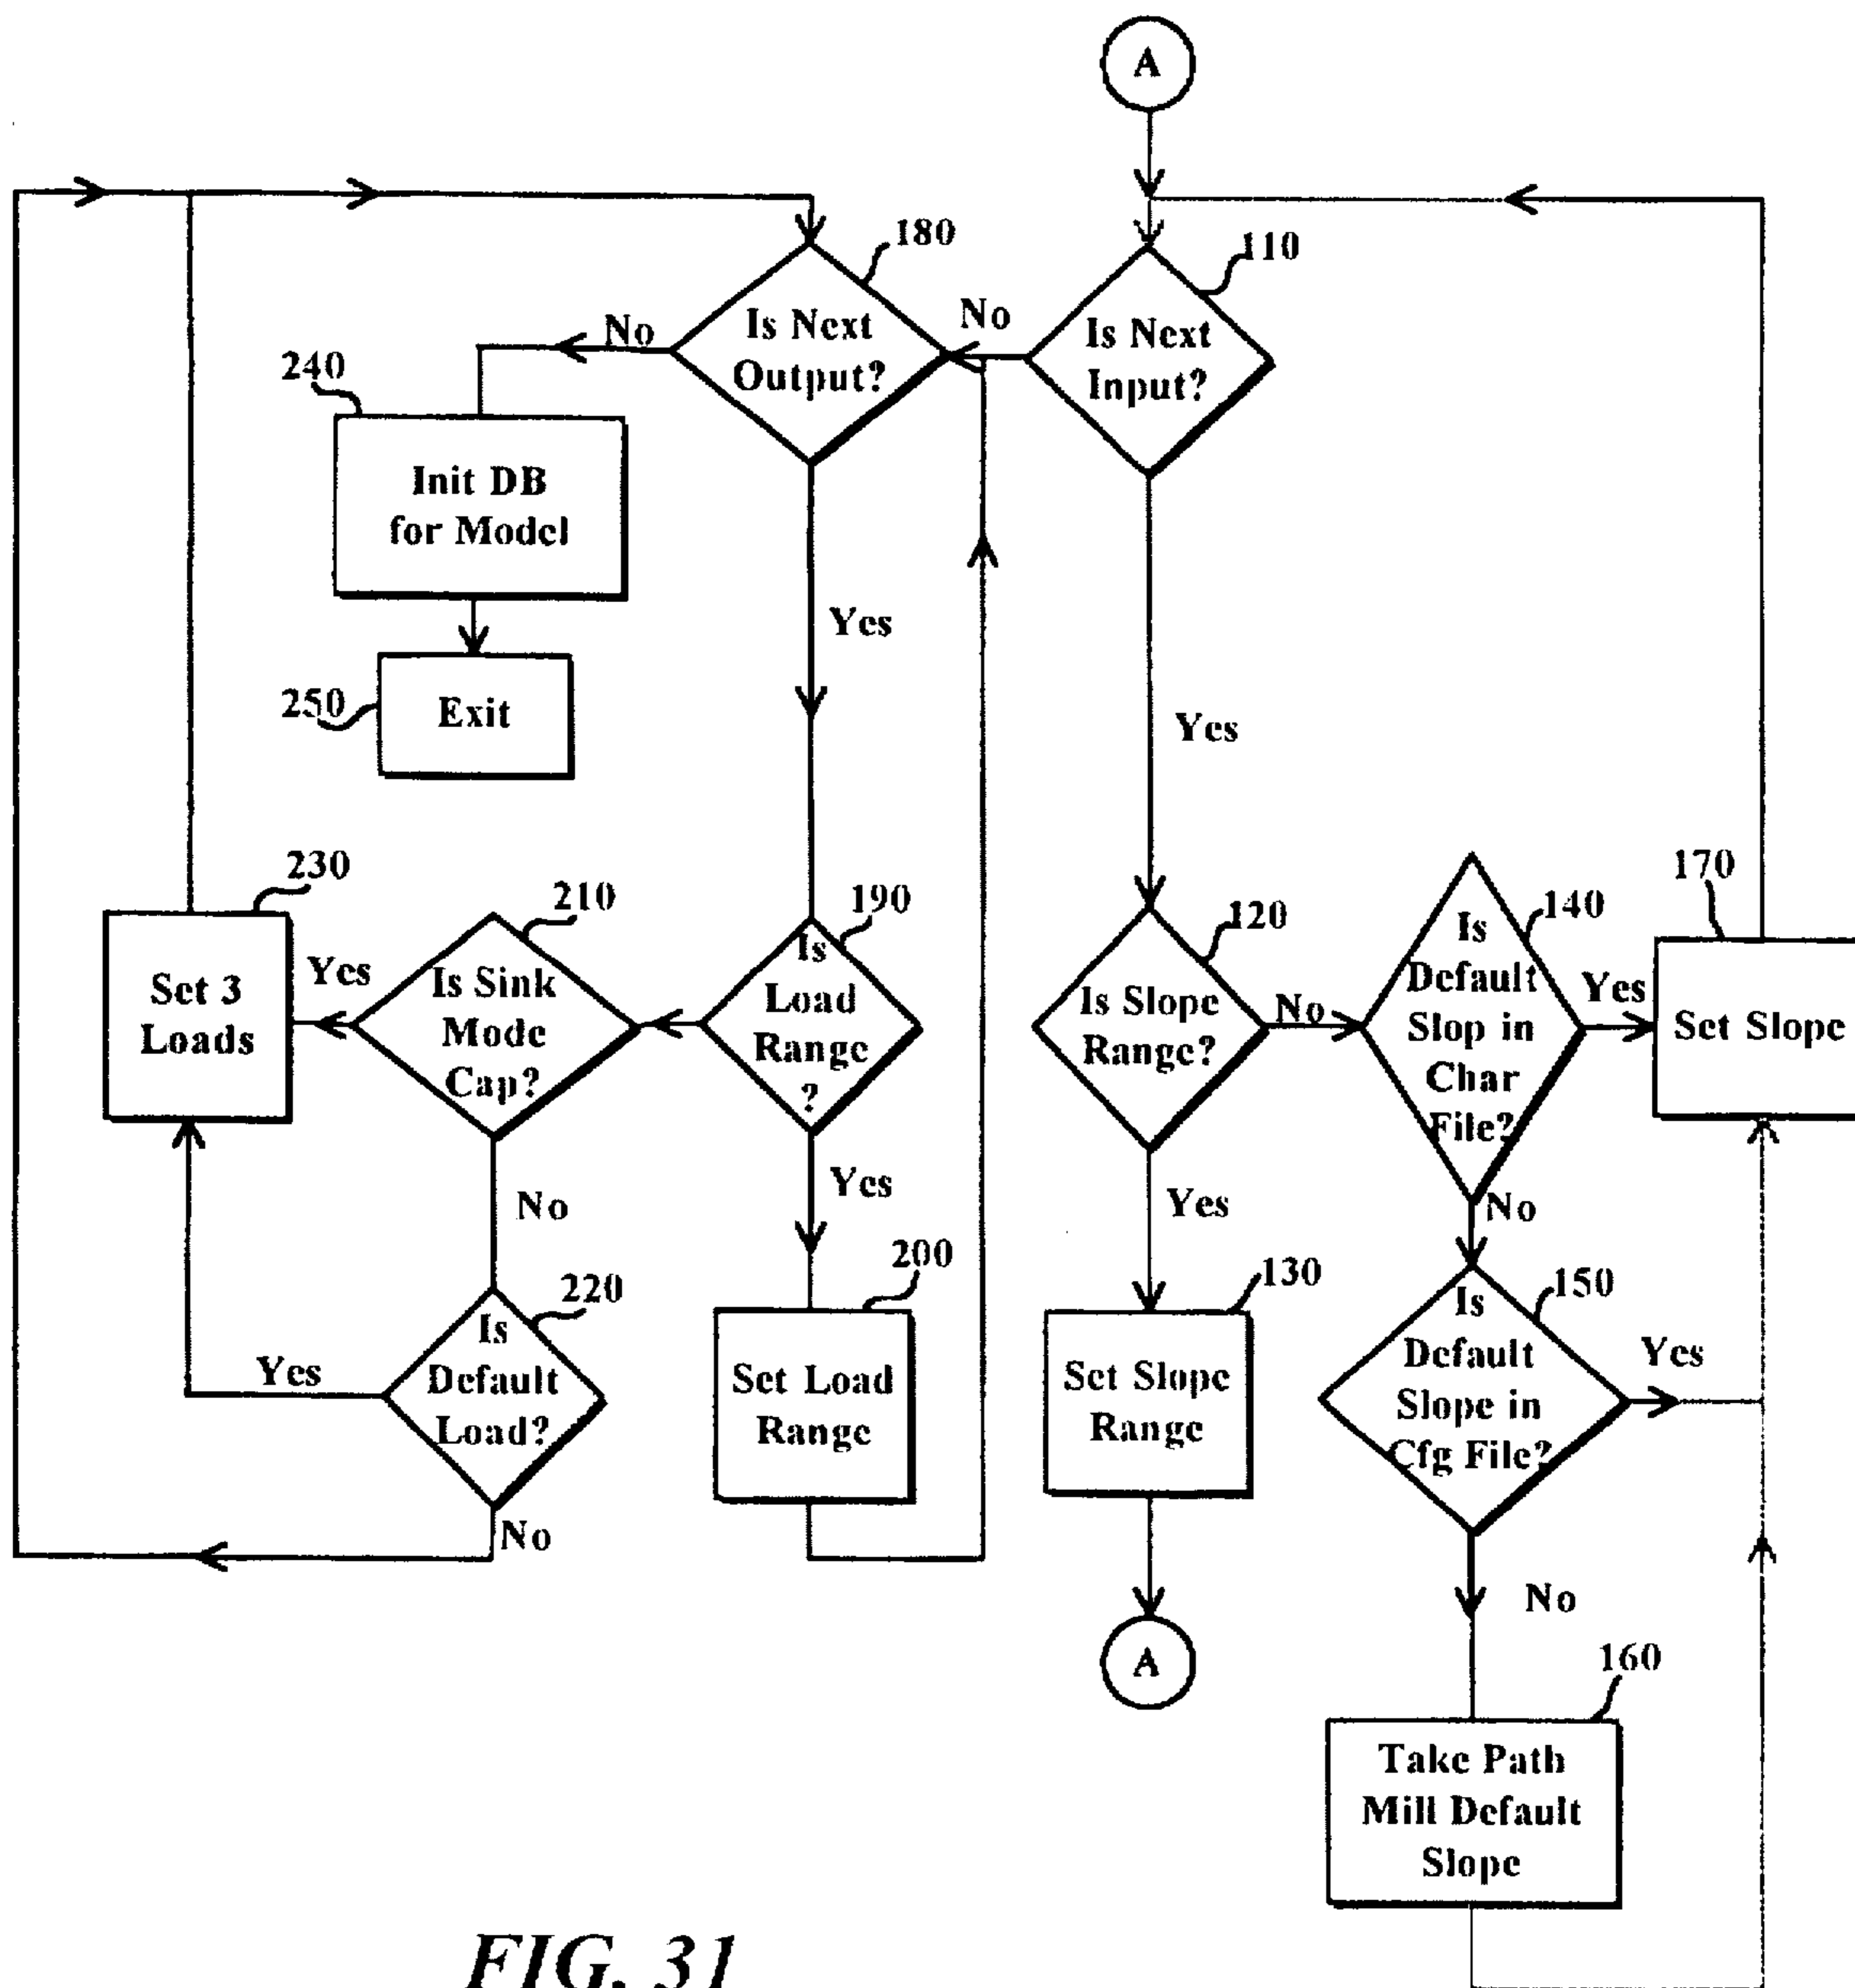 A
110
Is Next
Input?
No
180
Is Next
Output?
No
240
Init DB
for Model
250
Exit
Yes
Yes
230
Set 3
Loads
Yes
210
Is Sink
Mode
Cap?
190
Is
Load
Range
?
120
Is Slope
Range?
No
140
Is
Default
Slop in
Char
File?
Yes
170
Set Slope
No
Yes
Yes
No
220
Is
Default
Load?
Yes
No
200
Set Load
Range
130
Set Slope
Range
150
Is
Default
Slope in
Cfg File?
Yes
No
A
160
Take Path
Mill Default
Slope
FIG. 31